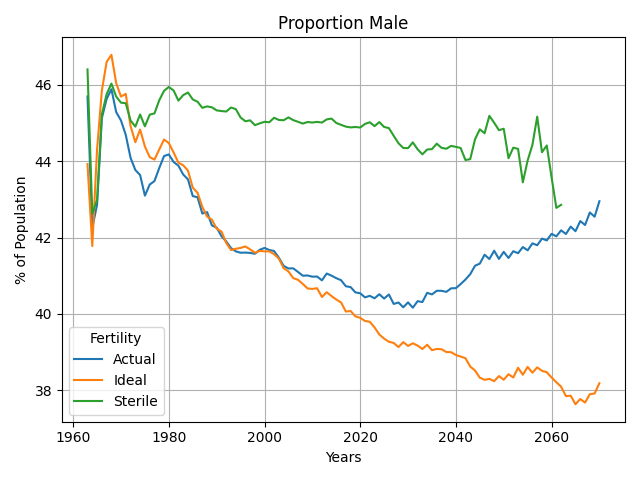 Proportion Male
% of Population
46
44
42
40
38
Fertility
Actual
Ideal
Sterile
1960
1980
2000
2020
2040
2060
Years